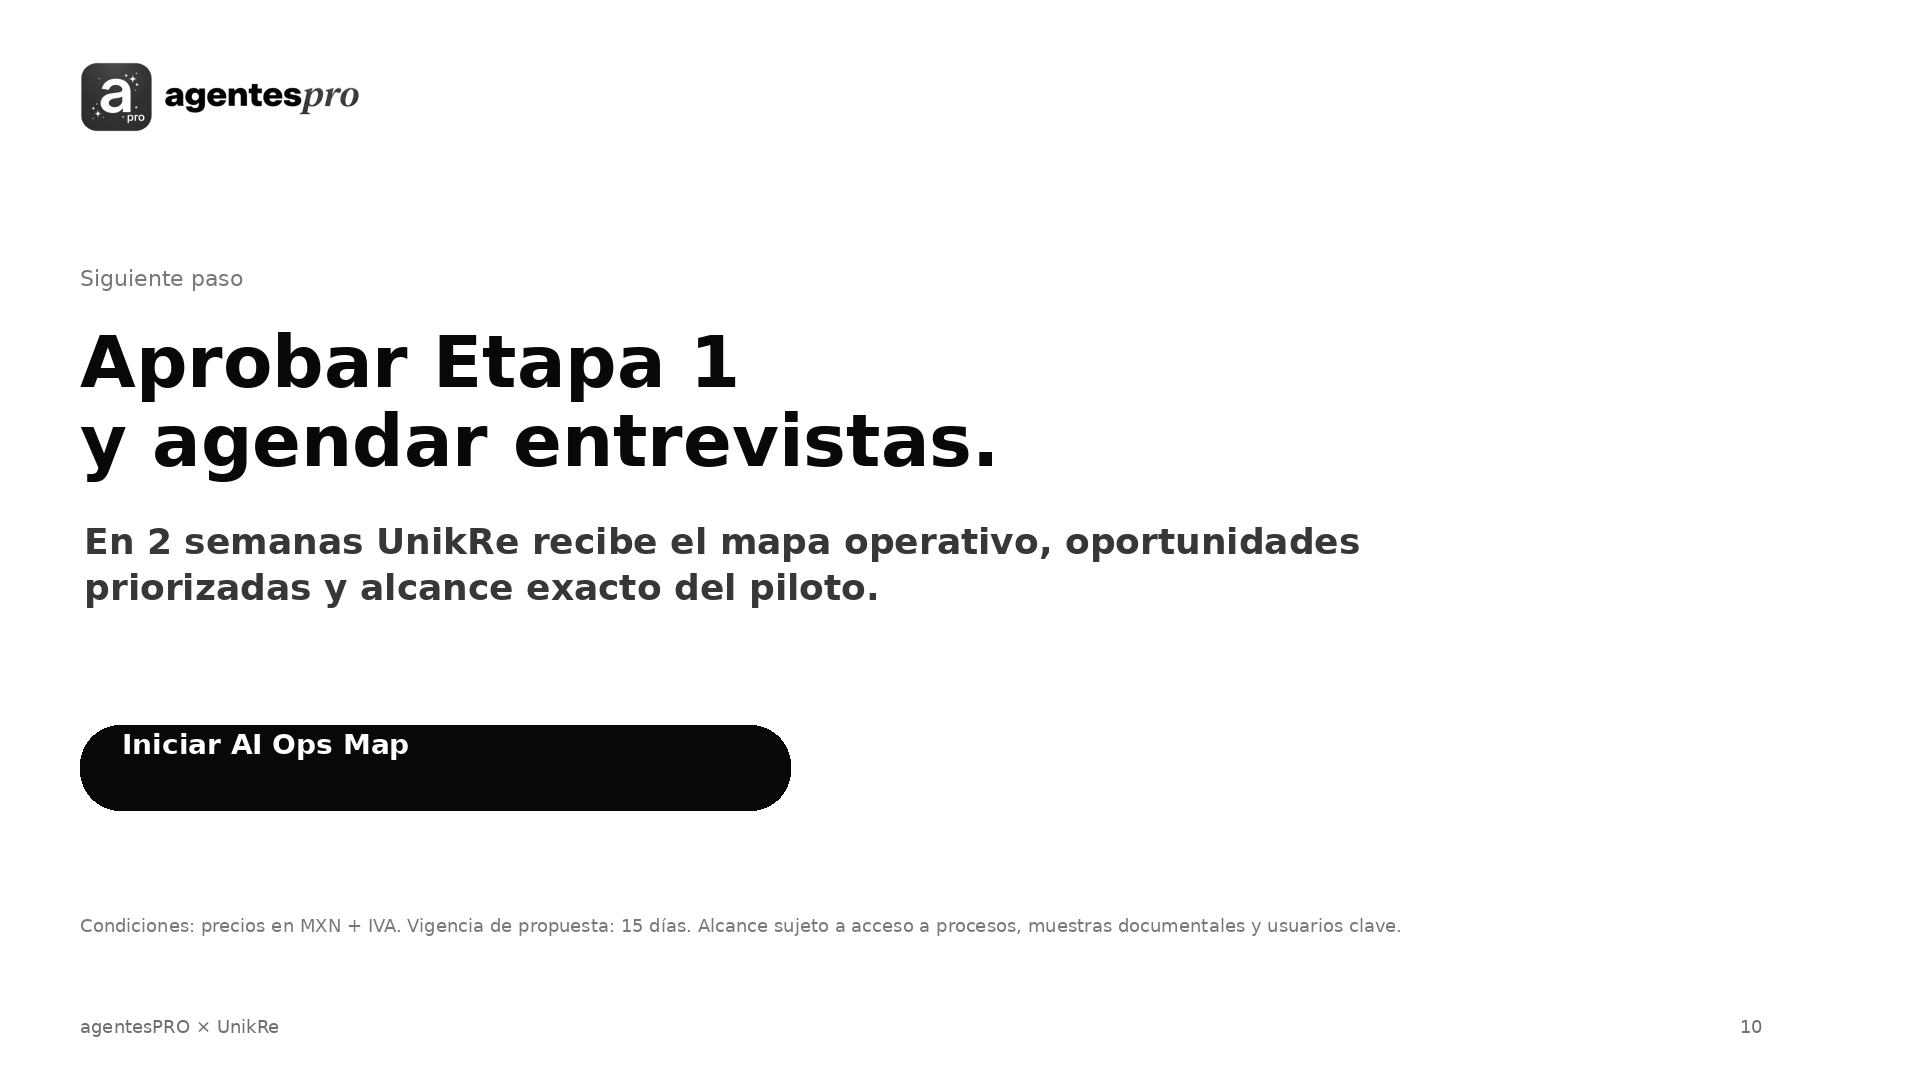 a
pro
agentespro
Siguiente paso
Aprobar Etapa 1
y agendar entrevistas.
En 2 semanas UnikRe recibe el mapa operativo, oportunidades
priorizadas y alcance exacto del piloto.
Iniciar AI Ops Map
Condiciones: precios en MXN + IVA. Vigencia de propuesta: 15 días. Alcance sujeto a acceso a procesos, muestras documentales y usuarios clave.
agentesPRO × UnikRe
10